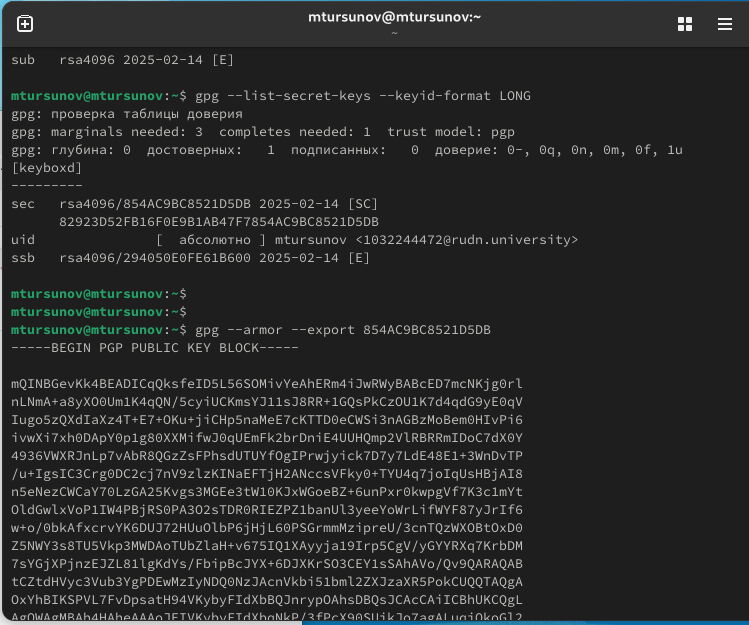 mtursunov@mtursunov:~
~
sub   rsa4096 2025-02-14 [E]
mtursunov@mtursunov:~$ gpg --list-secret-keys --keyid-format LONG
gpg: проверка таблицы доверия
gpg: marginals needed: 3  completes needed: 1  trust model: pgp
gpg: глубина: 0  достоверных:   1  подписанных:   0  доверие: 0-, 0q, 0n, 0m, 0f, 1u
[keyboxd]
---------
sec   rsa4096/854AC9BC8521D5DB 2025-02-14 [SC]
      82923D52FB16F0E9B1AB47F7854AC9BC8521D5DB
uid               [  абсолютно ] mtursunov <1032244472@rudn.university>
ssb   rsa4096/294050E0FE61B600 2025-02-14 [E]
mtursunov@mtursunov:~$
mtursunov@mtursunov:~$
mtursunov@mtursunov:~$ gpg --armor --export 854AC9BC8521D5DB
-----BEGIN PGP PUBLIC KEY BLOCK-----
mQINBGevKk4BEADICqQksfeID5L56SOMivYeAhERm4iJwRWyBABcED7mcNKjg0rl
nLNmA+a8yXO0Um1K4qQN/5cyiUCKmsYJ11sJ8RR+1GQsPkCzOU1K7d4qdG9yE0qV
Iugo5zQXdIaXz4T+E7+OKu+jiCHp5naMeE7cKTTD0eCWSi3nAGBzMoBem0HIvPi6
ivwXi7xh0DApY0p1g80XXMifwJ0qUEmFk2brDniE4UUHQmp2VlRBRRmIDoC7dX0Y
4936VWXRJnLp7vAbR8QGzZsFPhsdUTUYfOgIPrwjyick7D7y7LdE48E1+3WnDvTP
/u+IgsIC3Crg0DC2cj7nV9zlzKINaEFTjH2ANccsVFky0+TYU4q7joIqUsHBjAI8
n5eNezCWCaY70LzGA25Kvgs3MGEe3tW10KJxWGoeBZ+6unPxr0kwpgVf7K3c1mYt
OldGwlxVoP1IW4PBjRS0PA3O2sTDR0RIEZPZ1banUl3yeeYoWrLifWYF87yJrIf6
w+o/0bkAfxcrvYK6DUJ72HUuOlbP6jHjL60PSGrmmMzipreU/3cnTQzWXOBtOxD0
Z5NWY3s8TU5Vkp3MWDAoTUbZlaH+v675IQ1XAyyja19Irp5CgV/yGYYRXq7KrbDM
7sYGjXPjnzEJZL81lgKdYs/FbipBcJYX+6DJXKrSO3CEY1sSAhAVo/Qv9QARAQAB
tCZtdHVyc3Vub3YgPDEwMzIyNDQ0NzJAcnVkbi51bml2ZXJzaXR5PokCUQQTAQgA
OxYhBIKSPVL7FvDpsatH94VKybyFIdXbBQJnrypOAhsDBQsJCAcCAiICBhUKCQgL